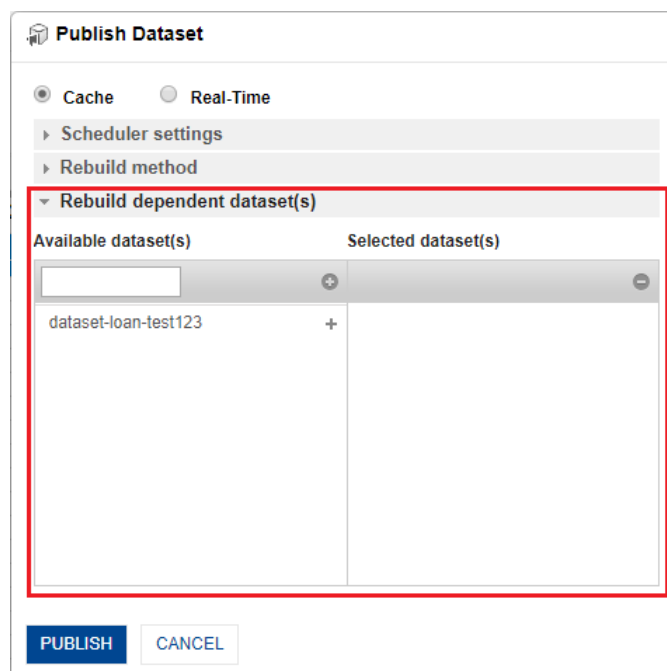 Publish Dataset
Cache Real-Time
Scheduler settings
Rebuild method
Rebuild dependent dataset(s)
Available dataset(s) Selected dataset(s)
dataset-loan-test123
PUBLISH CANCEL